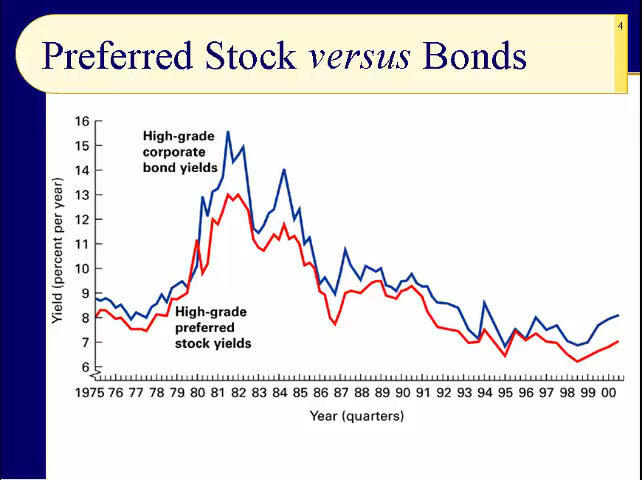 4
Preferred Stock versus Bonds
16
15
14
13
12
11
10
9
8
7
6
Yield (percent per year)
High-grade
corporate
bond yields
High-grade
preferred
stock yields
1975 76 77 78 79 80 81 82 83 84 85 86 87 88 89 90 91 92 93 94 95 96 97 98 99 00
Year (quarters)